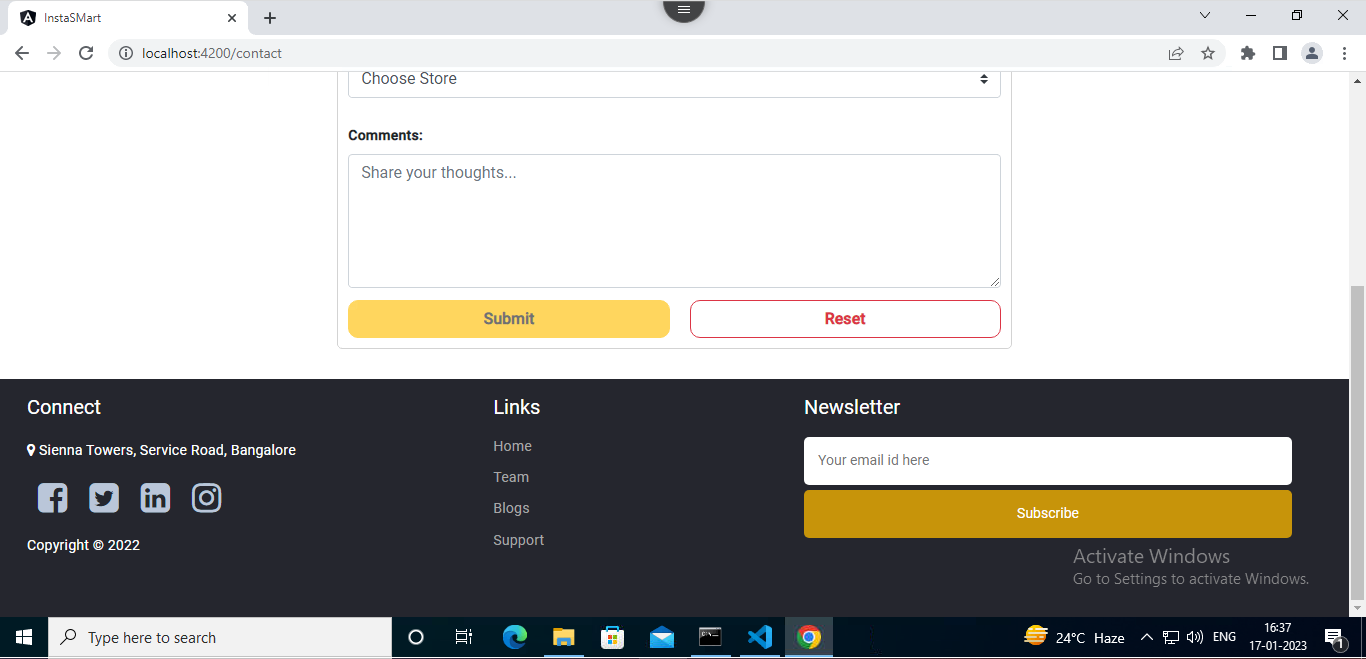 InstaSMart
localhost:4200/contact
Choose Store
Comments:
Share your thoughts...
Submit
Reset
Connect
Sienna Towers, Service Road, Bangalore
Copyright © 2022
Links
Home
Team
Blogs
Support
Newsletter
Your email id here
Subscribe
Activate Windows
Go to Settings to activate Windows.
Type here to search
24°C Haze
ENG
16:37
17-01-2023
1